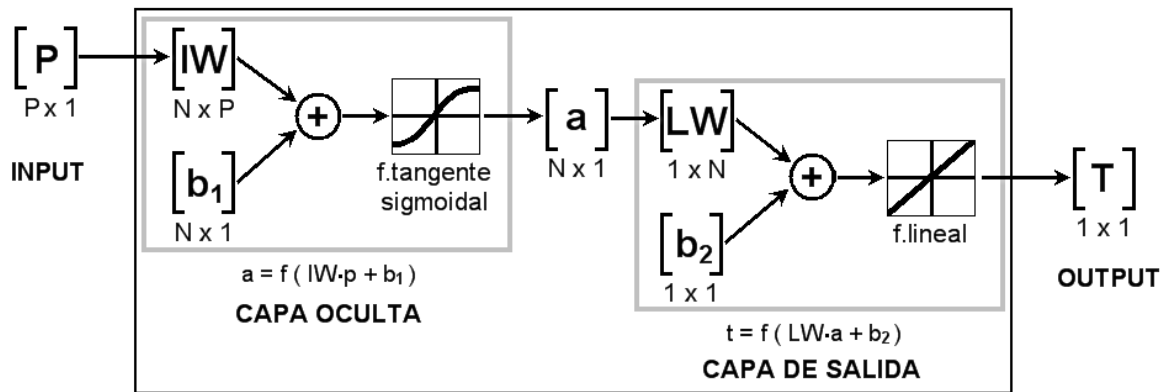 [P]
P x 1
INPUT
[IW]
N x P
[b₁]
N x 1
+
f.tangente
sigmoidal
a = f ( IW·p + b₁)
CAPA OCULTA
[a]
N x 1
[LW]
1 x N
[b₂]
1 x 1
+
f.lineal
t = f ( LW·a + b₂)
CAPA DE SALIDA
[T]
1 x 1
OUTPUT